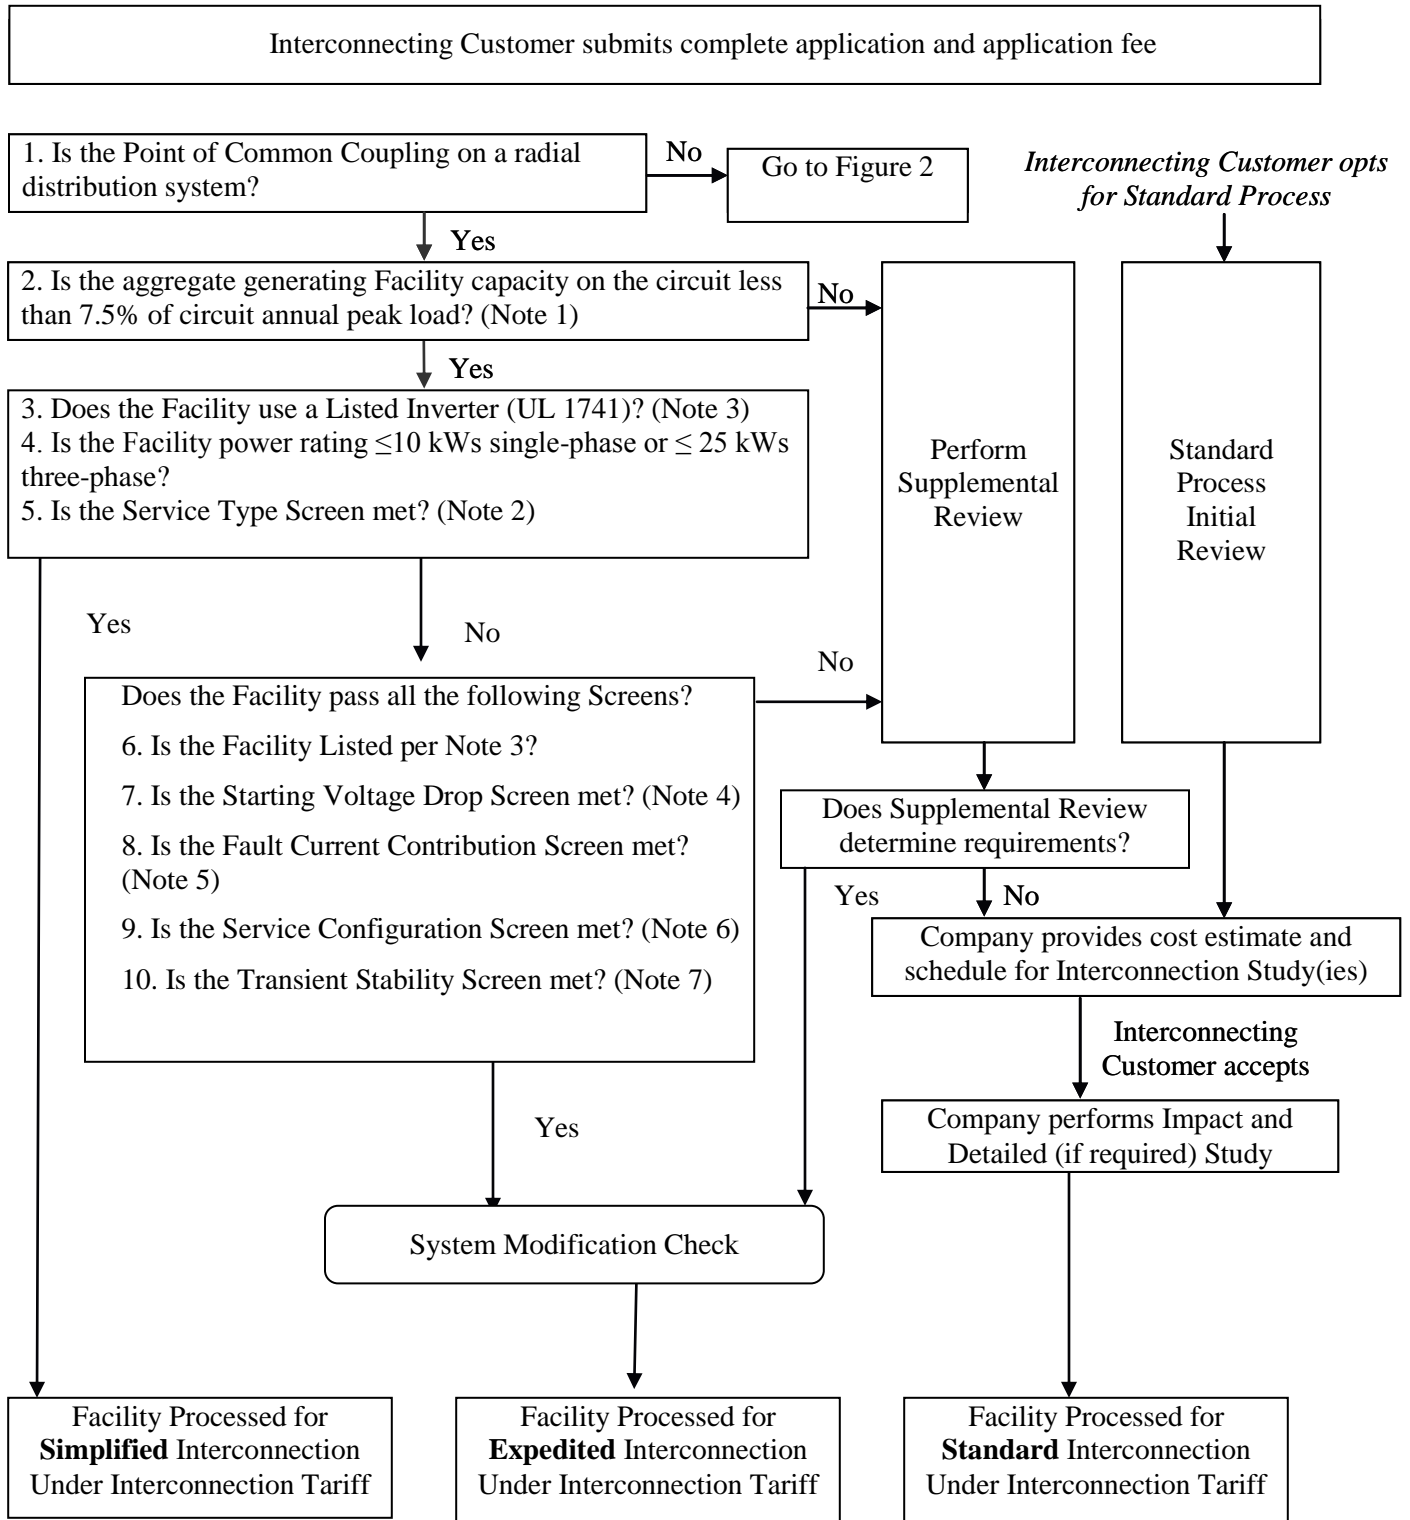 Interconnecting Customer submits complete application and application fee
1. Is the Point of Common Coupling on a radial
distribution system?
No
Go to Figure 2
Interconnecting Customer opts
for Standard Process
Yes
2. Is the aggregate generating Facility capacity on the circuit less
than 7.5% of circuit annual peak load? (Note 1)
No
Yes
3. Does the Facility use a Listed Inverter (UL 1741)? (Note 3)
4. Is the Facility power rating ≤10 kWs single-phase or ≤ 25 kWs
three-phase?
5. Is the Service Type Screen met? (Note 2)
Perform
Supplemental
Review
Standard
Process
Initial
Review
Yes
No
No
Does the Facility pass all the following Screens?
6. Is the Facility Listed per Note 3?
7. Is the Starting Voltage Drop Screen met? (Note 4)
8. Is the Fault Current Contribution Screen met?
(Note 5)
9. Is the Service Configuration Screen met? (Note 6)
10. Is the Transient Stability Screen met? (Note 7)
Does Supplemental Review
determine requirements?
Yes
No
Company provides cost estimate and
schedule for Interconnection Study(ies)
Interconnecting
Customer accepts
Company performs Impact and
Detailed (if required) Study
Yes
System Modification Check
Facility Processed for
Simplified Interconnection
Under Interconnection Tariff
Facility Processed for
Expedited Interconnection
Under Interconnection Tariff
Facility Processed for
Standard Interconnection
Under Interconnection Tariff